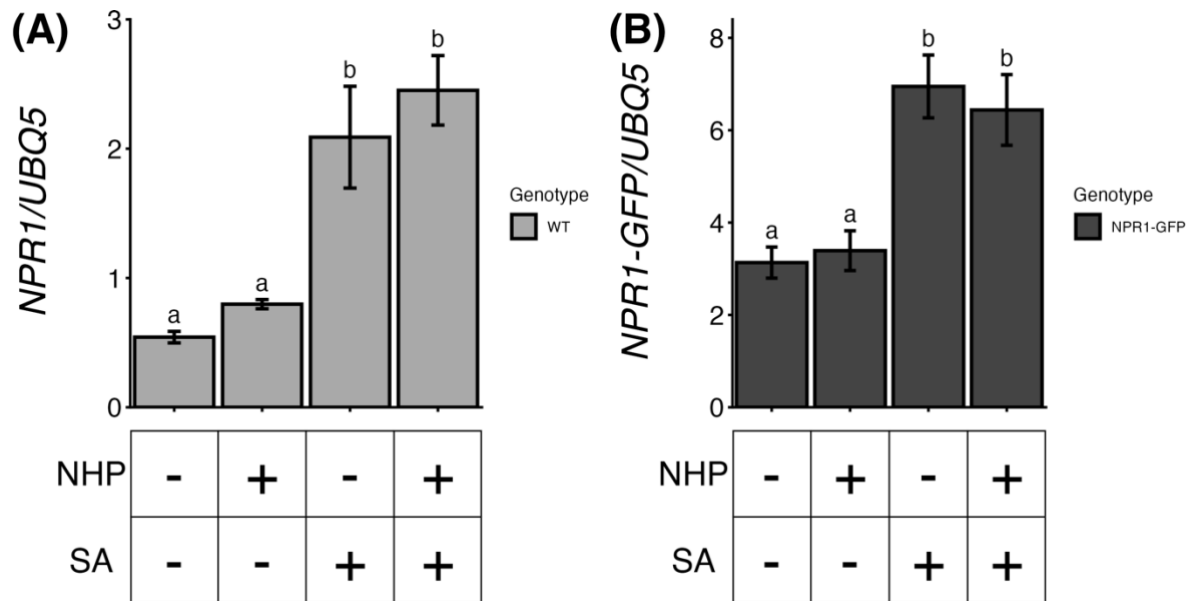 (A)
NPR1/UBQ5
3
2
1
0
a
a
b
b
Genotype
WT
NHP - + - +
SA - - + +
(B)
NPR1-GFP/UBQ5
8
6
4
2
0
a
a
b
b
Genotype
NPR1-GFP
NHP - + - +
SA - - + +